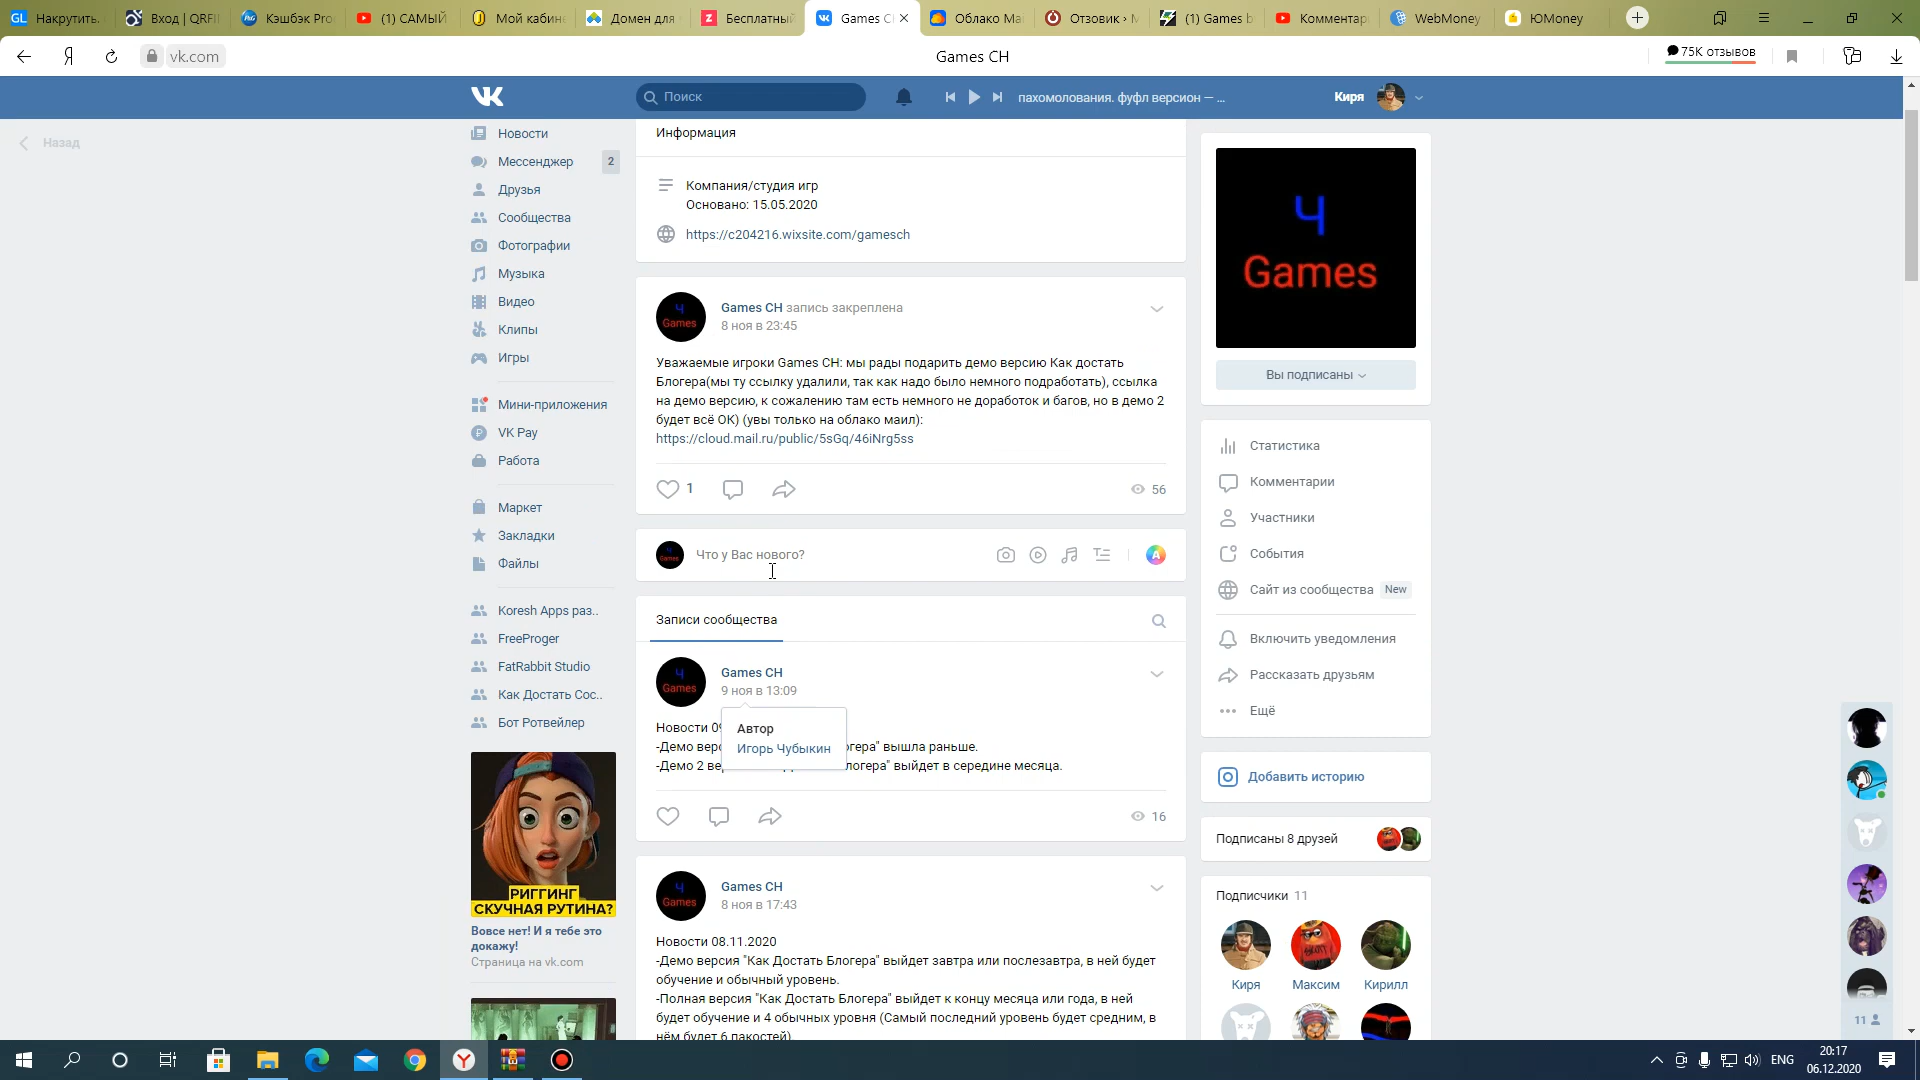 Накрутить.
Вход | QRFI
Кэшбэк Pro
(1) САМЫЙ
Мой кабин
Домен для
Бесплатный
Games C
Облако Ма
Отзовик › M
(1) Games b
Комментар
WebMoney
ЮMoney
vk.com
Games CH
75K отзывов
Поиск
пахомолования. фуфл версион — ...
Киря
Назад
Новости
Мессенджер 2
Друзья
Сообщества
Фотографии
Музыка
Видео
Клипы
Игры
Мини-приложения
VK Pay
Работа
Маркет
Закладки
Файлы
Koresh Apps раз..
FreeProger
FatRabbit Studio
Как Достать Сос..
Бот Ротвейлер
РИГГИНГ
СКУЧНАЯ РУТИНА?
Вовсе нет! И я тебе это
докажу!
Страница на vk.com
Информация
Компания/студия игр
Основано: 15.05.2020
https://c204216.wixsite.com/gamesch
Ч
Games
Games CH запись закреплена
8 ноя в 23:45
Уважаемые игроки Games CH: мы рады подарить демо версию Как достать
Блогера(мы ту ссылку удалили, так как надо было немного подработать), ссылка
на демо версию, к сожалению там есть немного не доработок и багов, но в демо 2
будет всё ОК) (увы только на облако маил):
https://cloud.mail.ru/public/5sGq/46iNrg5ss
1
56
Что у Вас нового?
Записи сообщества
Ч
Games
Games CH
9 ноя в 13:09
Автор
Игорь Чубыкин
Новости 09
-Демо верс
огера" вышла раньше.
-Демо 2 ве
логера" выйдет в середине месяца.
16
Ч
Games
Games CH
8 ноя в 17:43
Новости 08.11.2020
-Демо версия "Как Достать Блогера" выйдет завтра или послезавтра, в ней будет
обучение и обычный уровень.
-Полная версия "Как Достать Блогера" выйдет к концу месяца или года, в ней
будет обучение и 4 обычных уровня (Самый последний уровень будет средним, в
нём будет 6 пакостей)
Ч
Games
Вы подписаны
Статистика
Комментарии
Участники
События
Сайт из сообщества New
Включить уведомления
Рассказать друзьям
Ещё
Добавить историю
Подписаны 8 друзей
Подписчики 11
Киря
Максим
Кирилл
11
ENG
20:17
06.12.2020